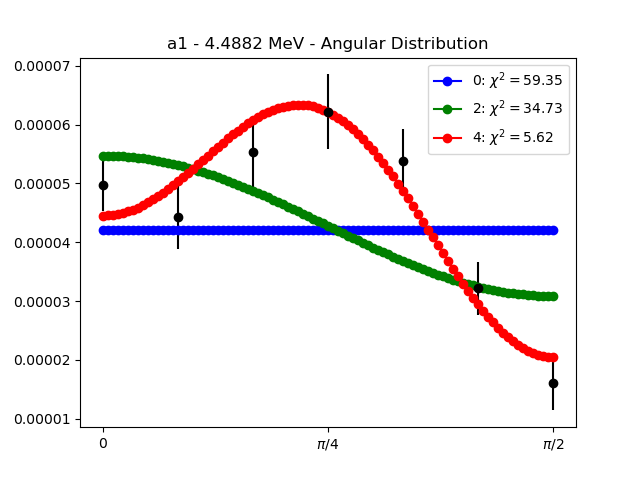 a1 - 4.4882 MeV - Angular Distribution
0.00007
0.00006
0.00005
0.00004
0.00003
0.00002
0.00001
0: χ² = 59.35
2: χ² = 34.73
4: χ² = 5.62
0 π/4 π/2